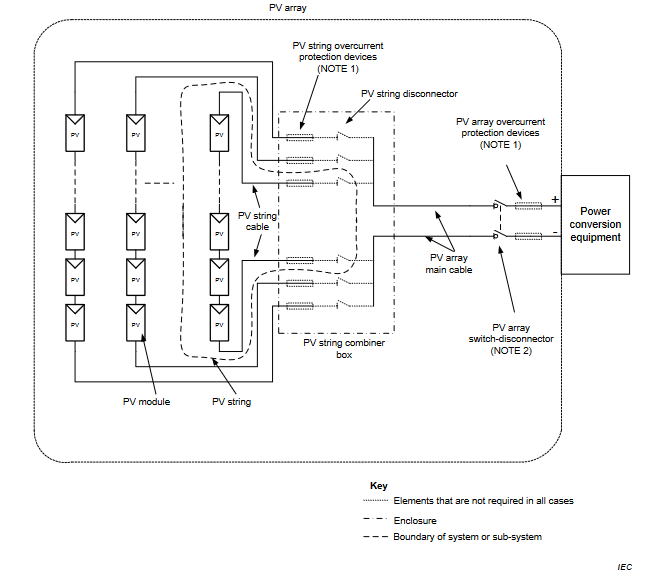 PV array
PV string overcurrent
protection devices
(NOTE 1)
PV string disconnector
PV array overcurrent
protection devices
(NOTE 1)
PV
PV
PV
PV string
cable
PV
PV
PV
+
-
Power
conversion
equipment
PV array
main cable
PV
PV
PV
PV
PV
PV
PV array
switch-disconnector
(NOTE 2)
PV string combiner
box
PV module
PV string
Key
Elements that are not required in all cases
Enclosure
Boundary of system or sub-system
IEC